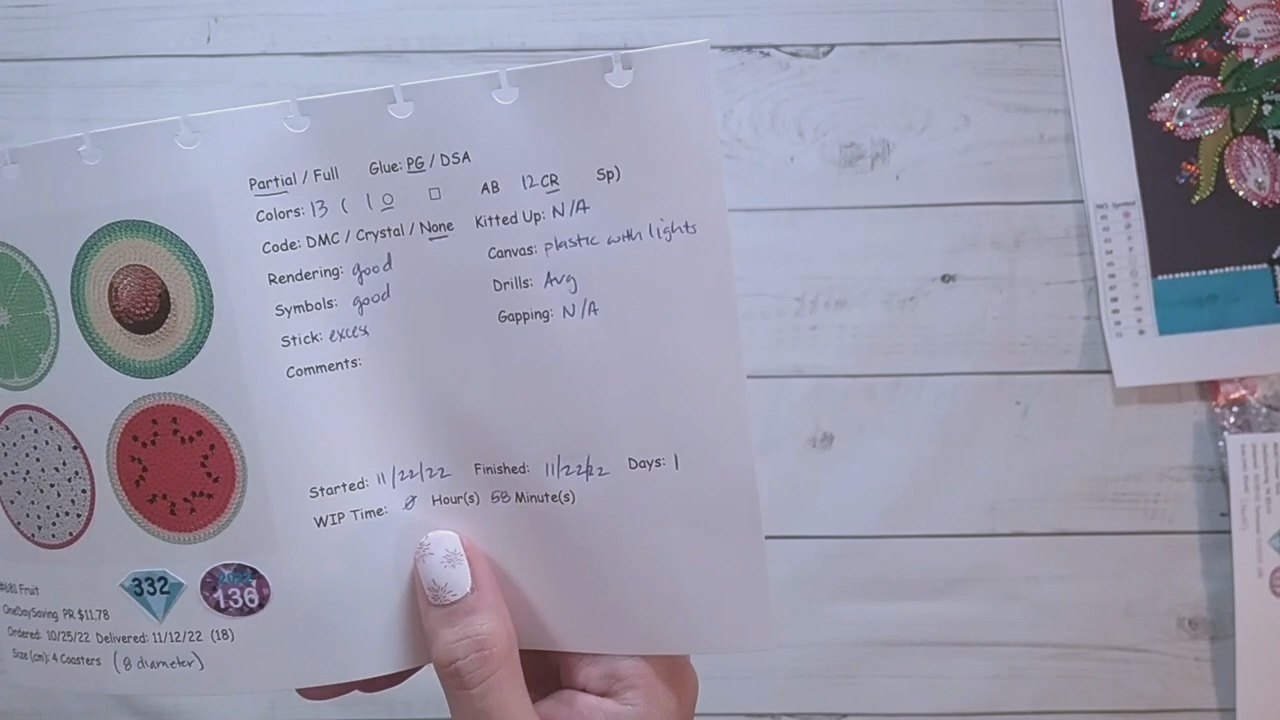 Partial / Full Glue: PG / DSA
Colors: 13 ( 1 ○ □ AB 12 CR Sp)
Code: DMC / Crystal / None Kitted Up: N/A
Rendering: good Canvas: plastic with lights
Symbols: good Drills: Avg
Stick: excess Gapping: N/A
Comments:
Started: 11/22/22 Finished: 11/22/22 Days: 1
WIP Time: Ø Hour(s) 58 Minute(s)
332
136
#681 Fruit
OneDaySaving PR $11.78
Ordered: 10/25/22 Delivered: 11/12/22 (18)
Size (cm): 4 Coasters (8 diameter)
NO. Symbol